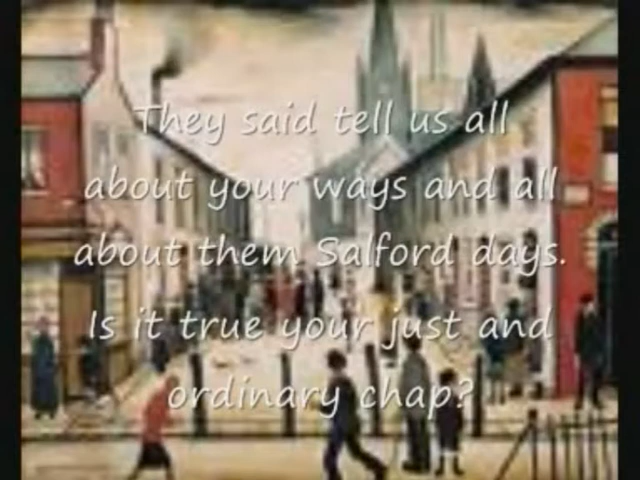 They said tell us all
about your ways and all
about them Salford days.
Is it true your just and
ordinary chap?